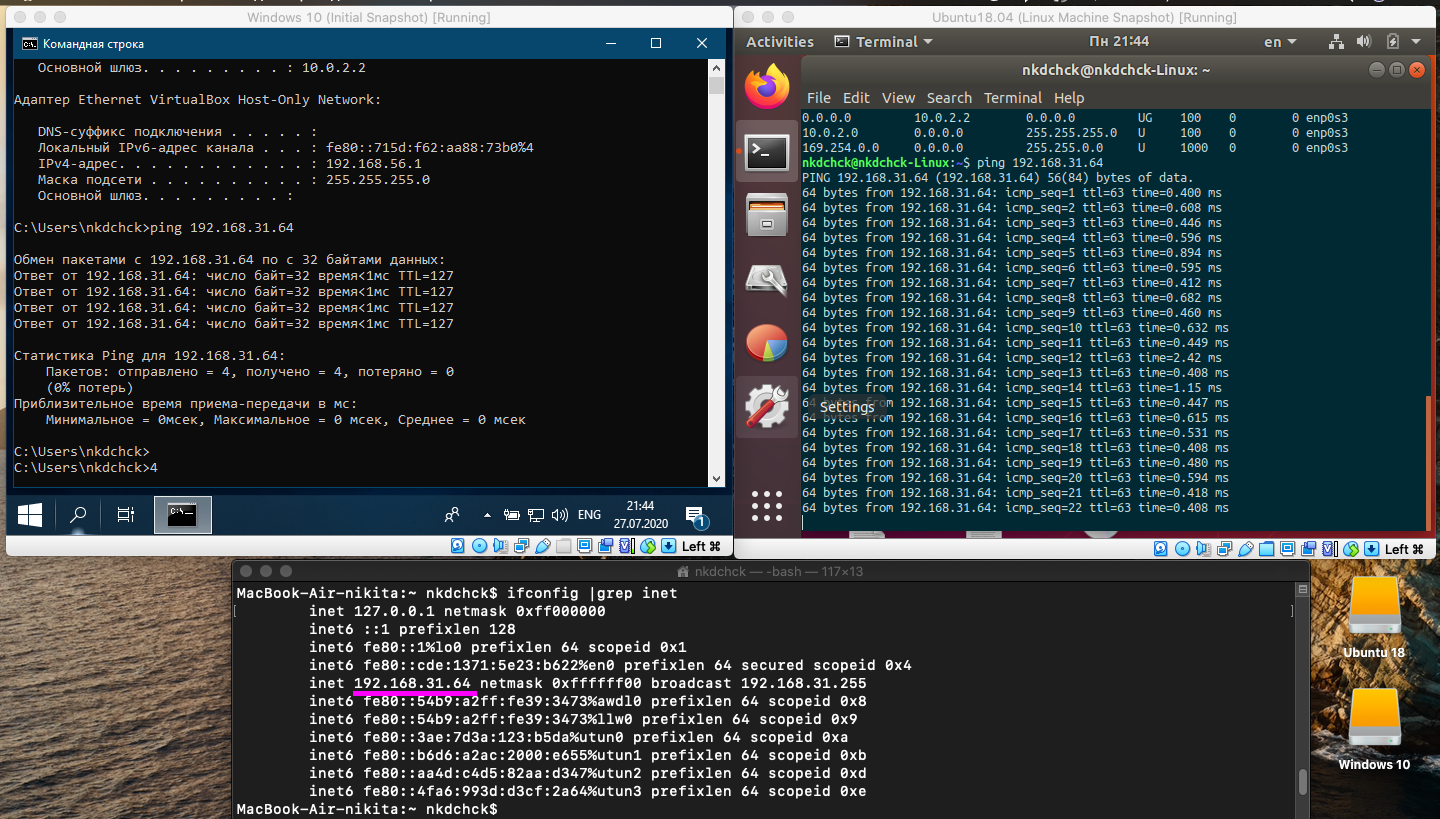 Windows 10 (Initial Snapshot) [Running]
Командная строка
Основной шлюз. . . . . . . . . : 10.0.2.2
Адаптер Ethernet VirtualBox Host-Only Network:
DNS-суффикс подключения . . . . . :
Локальный IPv6-адрес канала . . . : fe80::715d:f62:aa88:73b0%4
IPv4-адрес. . . . . . . . . . . . : 192.168.56.1
Маска подсети . . . . . . . . . . : 255.255.255.0
Основной шлюз. . . . . . . . . :
C:\Users\nkdchck>ping 192.168.31.64
Обмен пакетами с 192.168.31.64 по с 32 байтами данных:
Ответ от 192.168.31.64: число байт=32 время<1мс TTL=127
Ответ от 192.168.31.64: число байт=32 время<1мс TTL=127
Ответ от 192.168.31.64: число байт=32 время<1мс TTL=127
Ответ от 192.168.31.64: число байт=32 время<1мс TTL=127
Статистика Ping для 192.168.31.64:
Пакетов: отправлено = 4, получено = 4, потеряно = 0
(0% потерь)
Приблизительное время приема-передачи в мс:
Минимальное = 0мсек, Максимальное = 0 мсек, Среднее = 0 мсек
C:\Users\nkdchck>
C:\Users\nkdchck>4
ENG
21:44
27.07.2020
1
Left ⌘
Ubuntu18.04 (Linux Machine Snapshot) [Running]
Activities Terminal Пн 21:44 en
nkdchck@nkdchck-Linux: ~
File Edit View Search Terminal Help
0.0.0.0 10.0.2.2 0.0.0.0 UG 100 0 0 enp0s3
10.0.2.0 0.0.0.0 255.255.255.0 U 100 0 0 enp0s3
169.254.0.0 0.0.0.0 255.255.0.0 U 1000 0 0 enp0s3
nkdchck@nkdchck-Linux:~$ ping 192.168.31.64
PING 192.168.31.64 (192.168.31.64) 56(84) bytes of data.
64 bytes from 192.168.31.64: icmp_seq=1 ttl=63 time=0.400 ms
64 bytes from 192.168.31.64: icmp_seq=2 ttl=63 time=0.608 ms
64 bytes from 192.168.31.64: icmp_seq=3 ttl=63 time=0.446 ms
64 bytes from 192.168.31.64: icmp_seq=4 ttl=63 time=0.596 ms
64 bytes from 192.168.31.64: icmp_seq=5 ttl=63 time=0.894 ms
64 bytes from 192.168.31.64: icmp_seq=6 ttl=63 time=0.595 ms
64 bytes from 192.168.31.64: icmp_seq=7 ttl=63 time=0.412 ms
64 bytes from 192.168.31.64: icmp_seq=8 ttl=63 time=0.682 ms
64 bytes from 192.168.31.64: icmp_seq=9 ttl=63 time=0.460 ms
64 bytes from 192.168.31.64: icmp_seq=10 ttl=63 time=0.632 ms
64 bytes from 192.168.31.64: icmp_seq=11 ttl=63 time=0.449 ms
64 bytes from 192.168.31.64: icmp_seq=12 ttl=63 time=2.42 ms
64 bytes from 192.168.31.64: icmp_seq=13 ttl=63 time=0.408 ms
64 bytes from 192.168.31.64: icmp_seq=14 ttl=63 time=1.15 ms
64 bytes from 192.168.31.64: icmp_seq=15 ttl=63 time=0.447 ms
Settings
64 bytes from 192.168.31.64: icmp_seq=16 ttl=63 time=0.615 ms
64 bytes from 192.168.31.64: icmp_seq=17 ttl=63 time=0.531 ms
64 bytes from 192.168.31.64: icmp_seq=18 ttl=63 time=0.408 ms
64 bytes from 192.168.31.64: icmp_seq=19 ttl=63 time=0.480 ms
64 bytes from 192.168.31.64: icmp_seq=20 ttl=63 time=0.594 ms
64 bytes from 192.168.31.64: icmp_seq=21 ttl=63 time=0.418 ms
64 bytes from 192.168.31.64: icmp_seq=22 ttl=63 time=0.408 ms
Left ⌘
nkdchck — -bash — 117×13
MacBook-Air-nikita:~ nkdchck$ ifconfig |grep inet
inet 127.0.0.1 netmask 0xff000000
inet6 ::1 prefixlen 128
inet6 fe80::1%lo0 prefixlen 64 scopeid 0x1
inet6 fe80::cde:1371:5e23:b622%en0 prefixlen 64 secured scopeid 0x4
inet 192.168.31.64 netmask 0xffffff00 broadcast 192.168.31.255
inet6 fe80::54b9:a2ff:fe39:3473%awdl0 prefixlen 64 scopeid 0x8
inet6 fe80::54b9:a2ff:fe39:3473%llw0 prefixlen 64 scopeid 0x9
inet6 fe80::3ae:7d3a:123:b5da%utun0 prefixlen 64 scopeid 0xa
inet6 fe80::b6d6:a2ac:2000:e655%utun1 prefixlen 64 scopeid 0xb
inet6 fe80::aa4d:c4d5:82aa:d347%utun2 prefixlen 64 scopeid 0xd
inet6 fe80::4fa6:993d:d3cf:2a64%utun3 prefixlen 64 scopeid 0xe
MacBook-Air-nikita:~ nkdchck$
Ubuntu 18
Windows 10